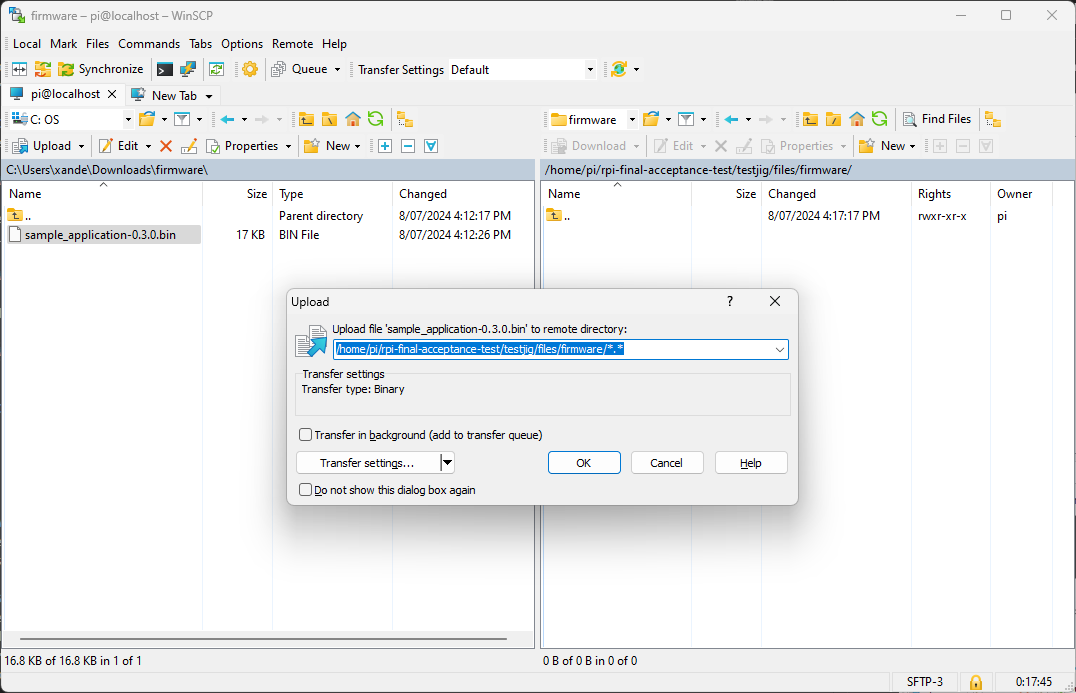 firmware – pi@localhost – WinSCP
Local Mark Files Commands Tabs Options Remote Help
Synchronize Queue Transfer Settings Default
pi@localhost New Tab
C: OS firmware Find Files
Upload Edit Properties New Download Edit Properties New
C:\Users\xande\Downloads\firmware\ /home/pi/rpi-final-acceptance-test/testjig/files/firmware/
Name Size Type Changed Name Size Changed Rights Owner
.. Parent directory 8/07/2024 4:12:17 PM .. 8/07/2024 4:17:17 PM rwxr-xr-x pi
sample_application-0.3.0.bin 17 KB BIN File 8/07/2024 4:12:26 PM
Upload ?
Upload file 'sample_application-0.3.0.bin' to remote directory:
/home/pi/rpi-final-acceptance-test/testjig/files/firmware/*.*
Transfer settings
Transfer type: Binary
Transfer in background (add to transfer queue)
Transfer settings... OK Cancel Help
Do not show this dialog box again
16.8 KB of 16.8 KB in 1 of 1 0 B of 0 B in 0 of 0
SFTP-3 0:17:45